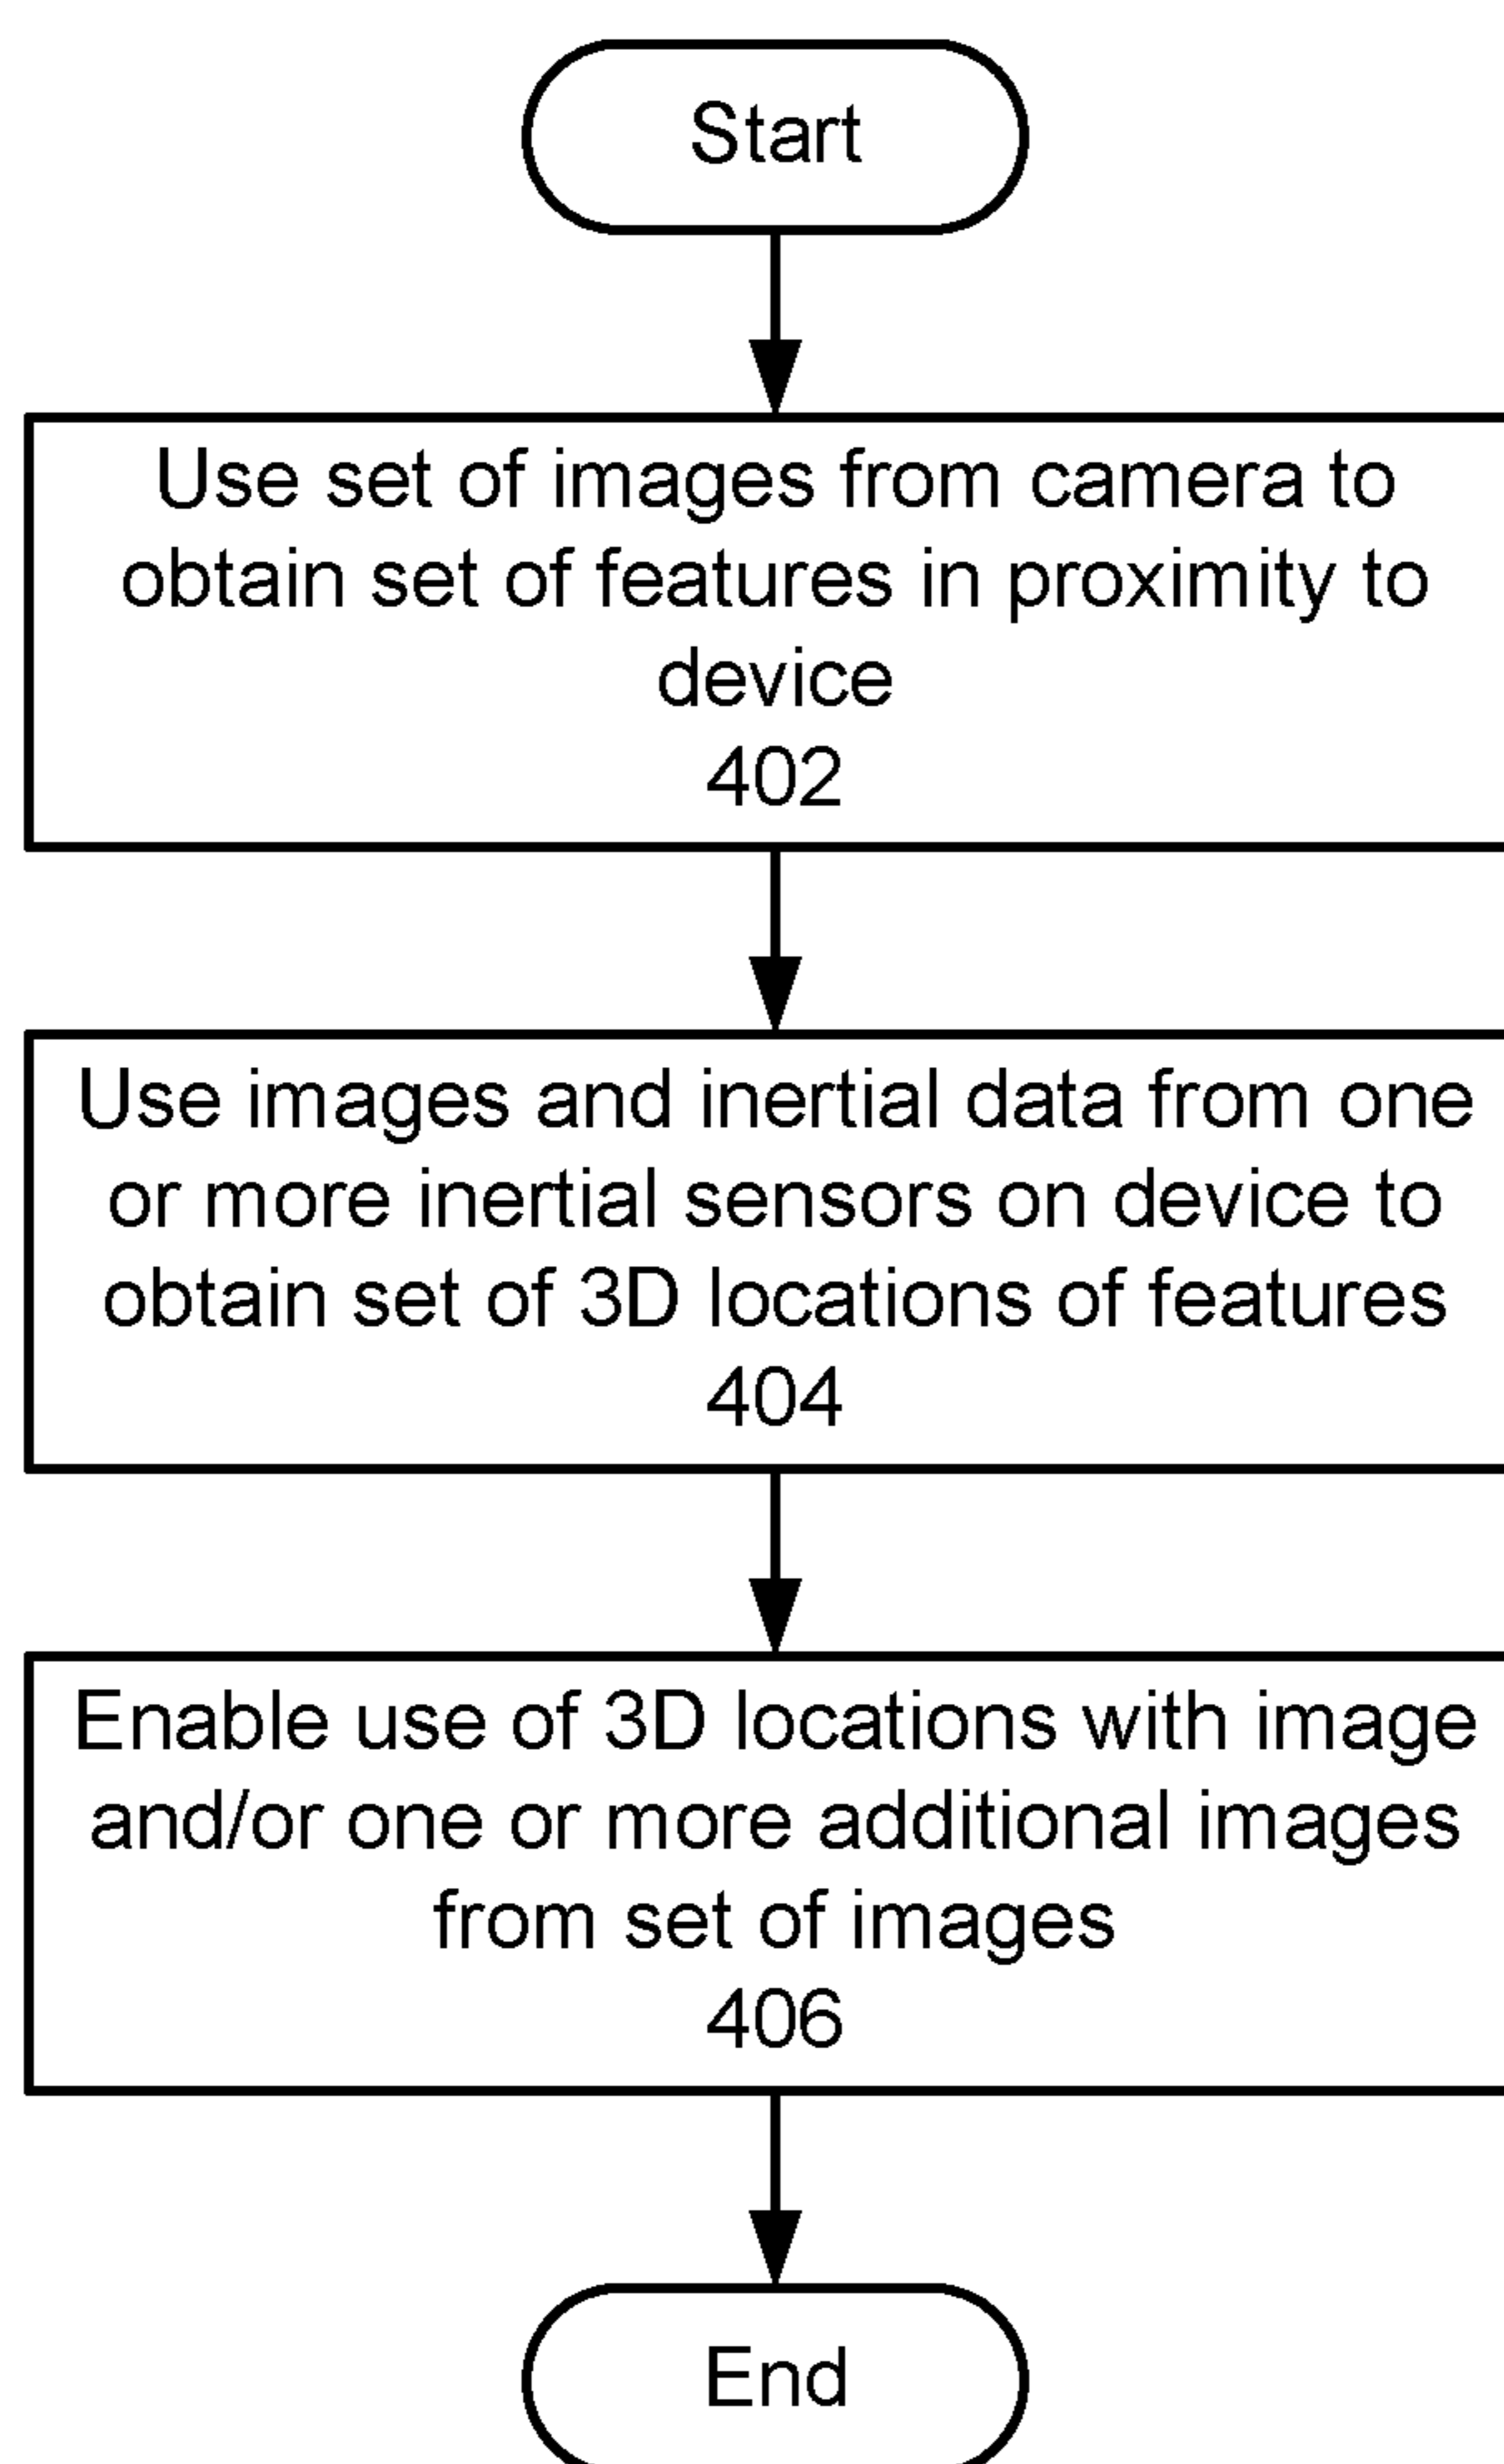 Start
Use set of images from camera to
obtain set of features in proximity to
device
402
Use images and inertial data from one
or more inertial sensors on device to
obtain set of 3D locations of features
404
Enable use of 3D locations with image
and/or one or more additional images
from set of images
406
End